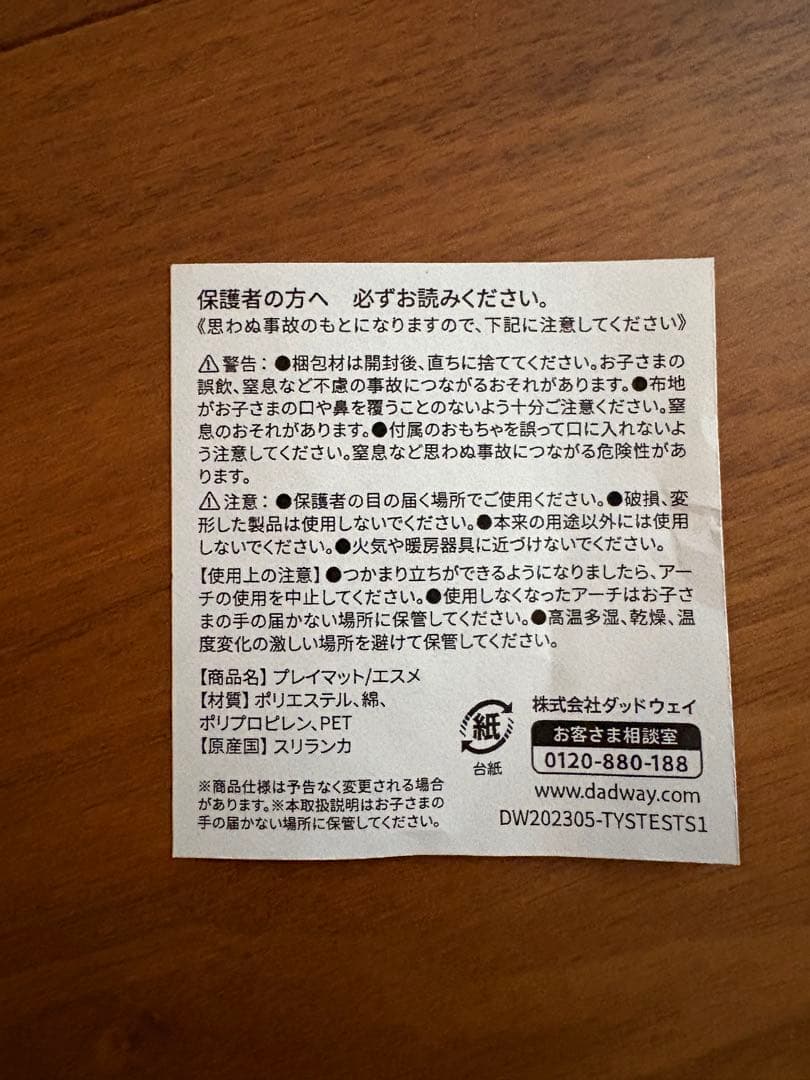 保護者の方へ　必ずお読みください。
《思わぬ事故のもとになりますので、下記に注意してください》
⚠警告：●梱包材は開封後、直ちに捨ててください。お子さまの
誤飲、窒息など不慮の事故につながるおそれがあります。●布地
がお子さまの口や鼻を覆うことのないよう十分ご注意ください。窒
息のおそれがあります。●付属のおもちゃを誤って口に入れないよ
う注意してください。窒息など思わぬ事故につながる危険性があ
ります。
⚠注意：●保護者の目の届く場所でご使用ください。●破損、変
形した製品は使用しないでください。●本来の用途以外には使用
しないでください。●火気や暖房器具に近づけないでください。
【使用上の注意】●つかまり立ちができるようになりましたら、アー
チの使用を中止してください。●使用しなくなったアーチはお子さ
まの手の届かない場所に保管してください。●高温多湿、乾燥、温
度変化の激しい場所を避けて保管してください。
【商品名】プレイマット/エスメ
【材質】ポリエステル、綿、
ポリプロピレン、PET
【原産国】スリランカ
※商品仕様は予告なく変更される場合
があります。※本取扱説明はお子さまの
手の届かない場所に保管してください。
紙
台紙
株式会社ダッドウェイ
お客さま相談室
0120-880-188
www.dadway.com
DW202305-TYSTESTS1